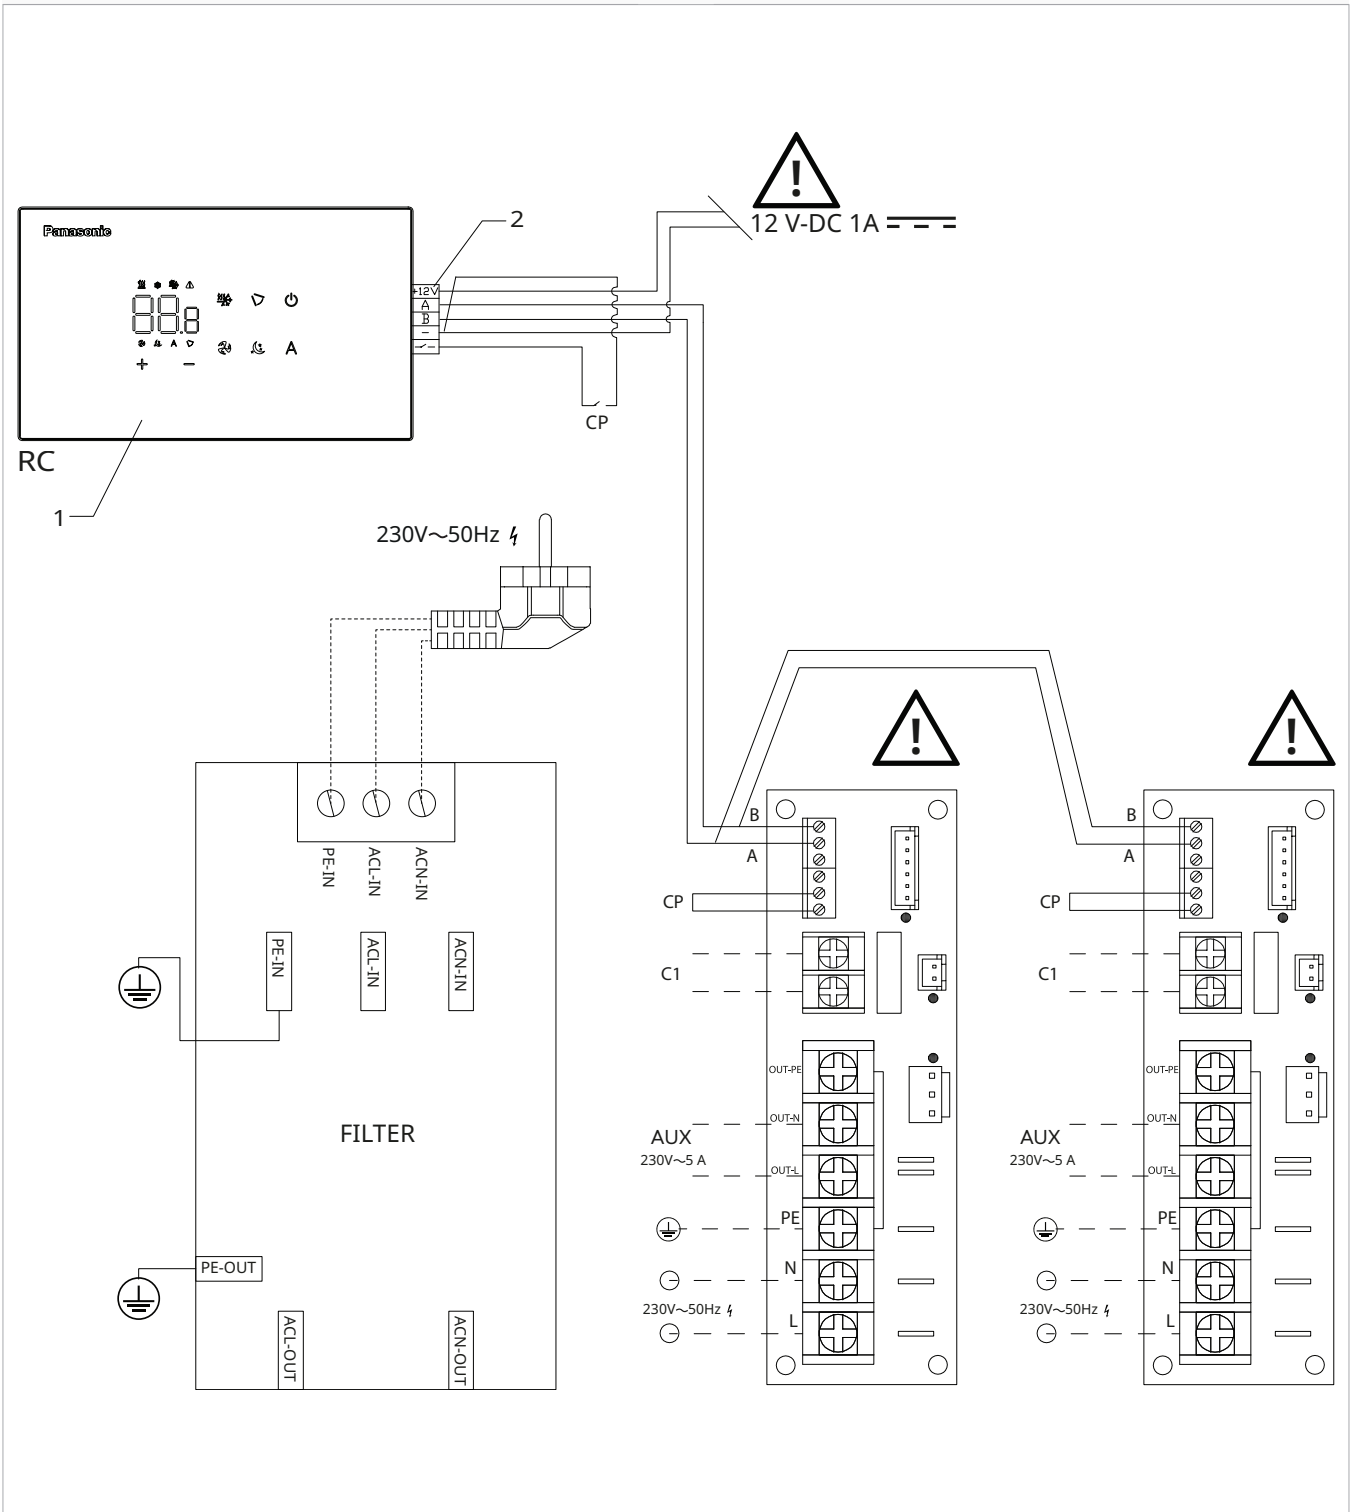 12 V-DC 1A
Panasonic
2
+12V
A
B
-
88.8
A
A
+ -
CP
RC
1
230V～50Hz
PE-IN
ACL-IN
ACN-IN
PE-IN
ACL-IN
ACN-IN
FILTER
PE-OUT
ACL-OUT
ACN-OUT
B
A
CP
C1
OUT-PE
OUT-N
AUX
230V～5 A
OUT-L
PE
N
230V～50Hz
L
B
A
CP
C1
OUT-PE
OUT-N
AUX
230V～5 A
OUT-L
PE
N
230V～50Hz
L